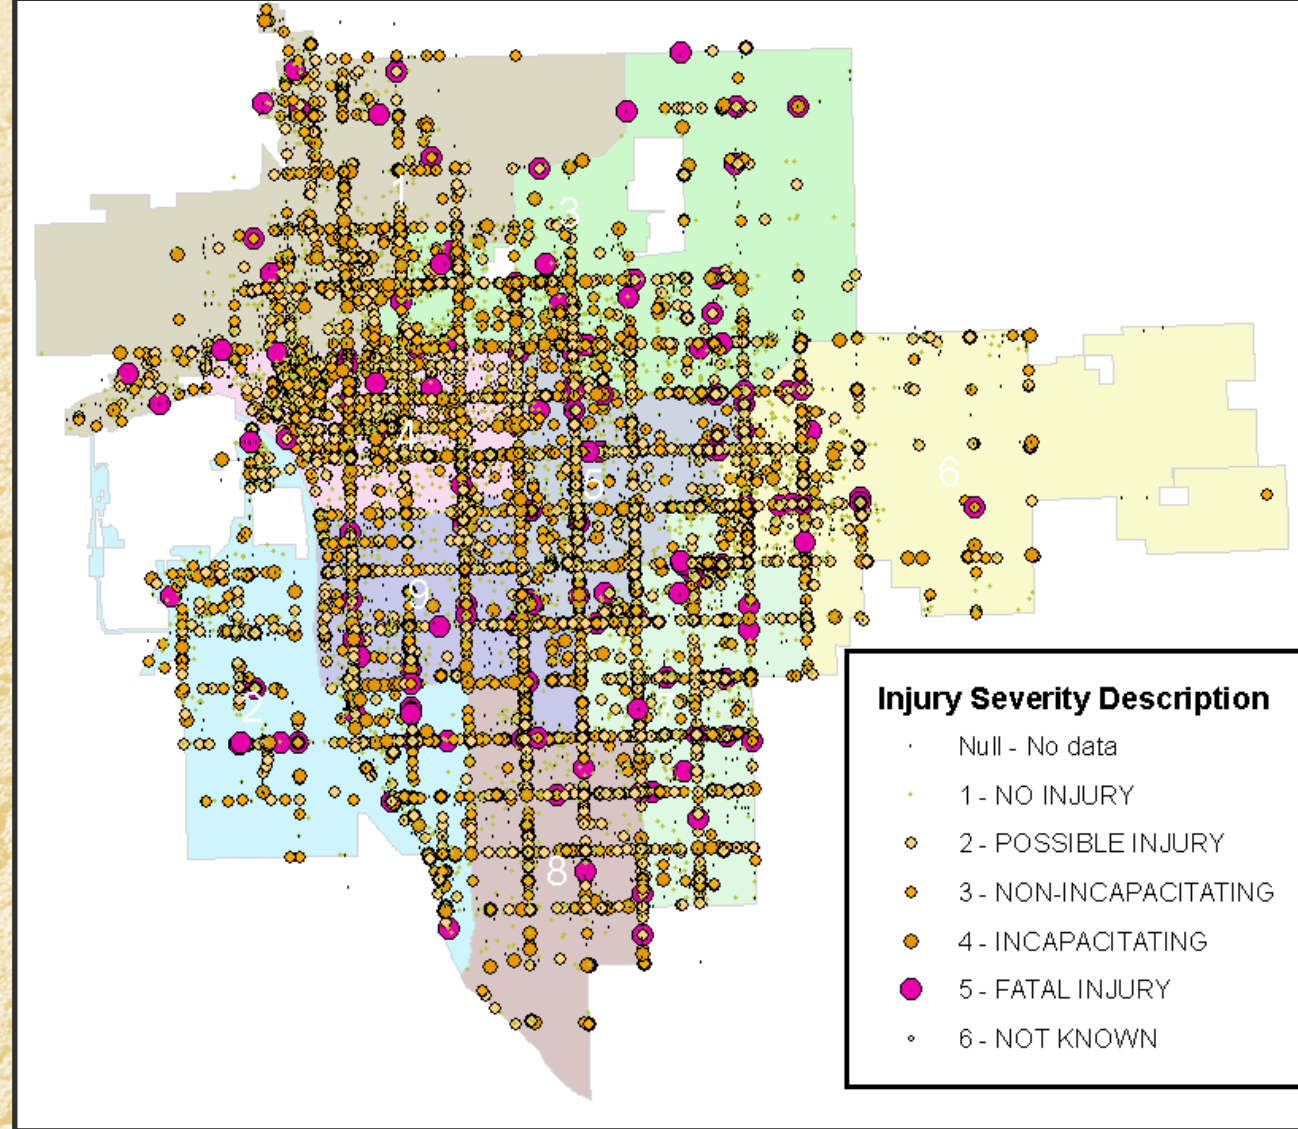 1
3
4
5
6
9
2
7
8
Injury Severity Description
Null - No data
1 - NO INJURY
2 - POSSIBLE INJURY
3 - NON-INCAPACITATING
4 - INCAPACITATING
5 - FATAL INJURY
6 - NOT KNOWN